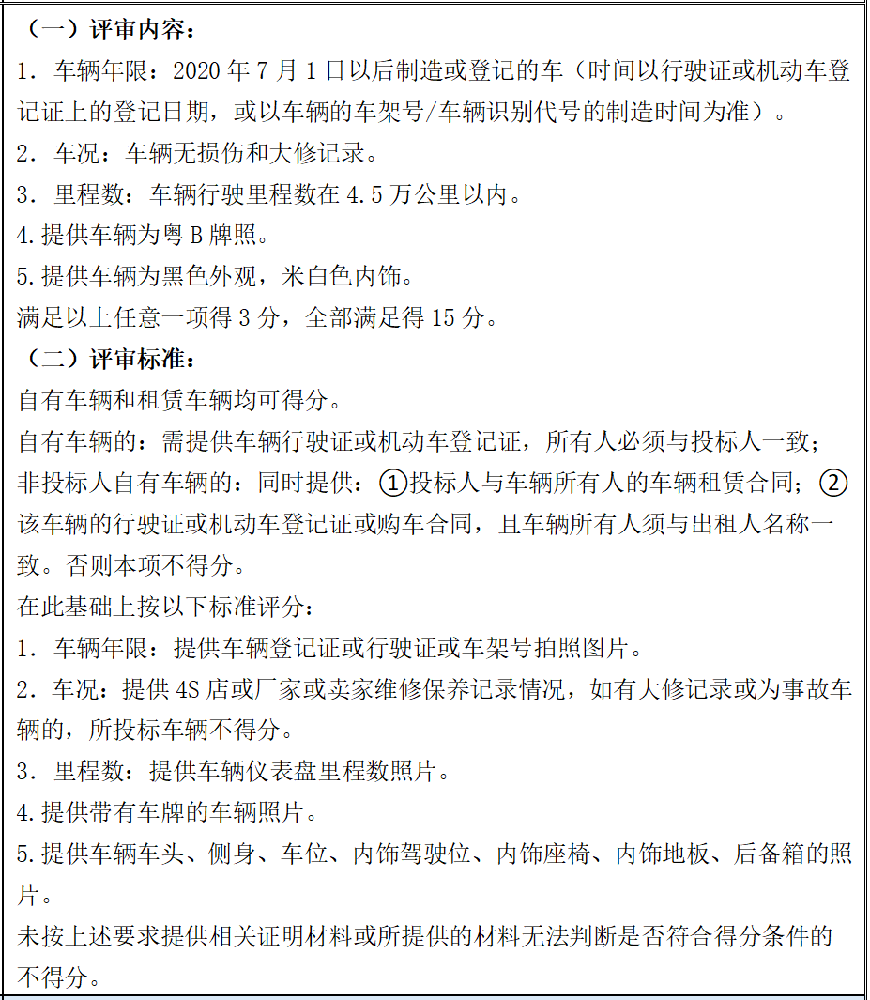 （一）评审内容：
1. 车辆年限：2020 年 7 月 1 日以后制造或登记的车（时间以行驶证或机动车登
记证上的登记日期，或以车辆的车架号/车辆识别代号的制造时间为准）。
2. 车况：车辆无损伤和大修记录。
3. 里程数：车辆行驶里程数在 4.5 万公里以内。
4.提供车辆为粤 B 牌照。
5.提供车辆为黑色外观，米白色内饰。
满足以上任意一项得 3 分，全部满足得 15 分。
（二）评审标准：
自有车辆和租赁车辆均可得分。
自有车辆的：需提供车辆行驶证或机动车登记证，所有人必须与投标人一致；
非投标人自有车辆的：同时提供：①投标人与车辆所有人的车辆租赁合同；②
该车辆的行驶证或机动车登记证或购车合同，且车辆所有人须与出租人名称一
致。否则本项不得分。
在此基础上按以下标准评分：
1. 车辆年限：提供车辆登记证或行驶证或车架号拍照图片。
2. 车况：提供 4S 店或厂家或卖家维修保养记录情况，如有大修记录或为事故车
辆的，所投标车辆不得分。
3. 里程数：提供车辆仪表盘里程数照片。
4.提供带有车牌的车辆照片。
5.提供车辆车头、侧身、车位、内饰驾驶位、内饰座椅、内饰地板、后备箱的照
片。
未按上述要求提供相关证明材料或所提供的材料无法判断是否符合得分条件的
不得分。